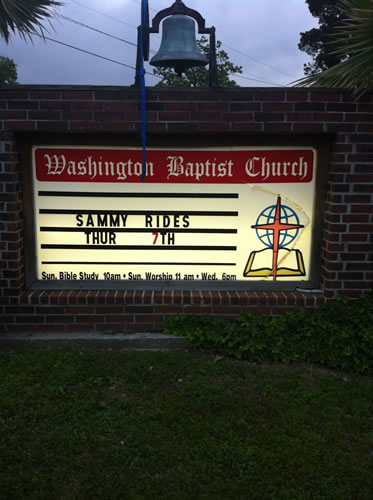 Washington Baptist Church
SAMMY RIDES
THUR 7TH
Sun. Bible Study 10am • Sun. Worship 11 am • Wed. 6pm